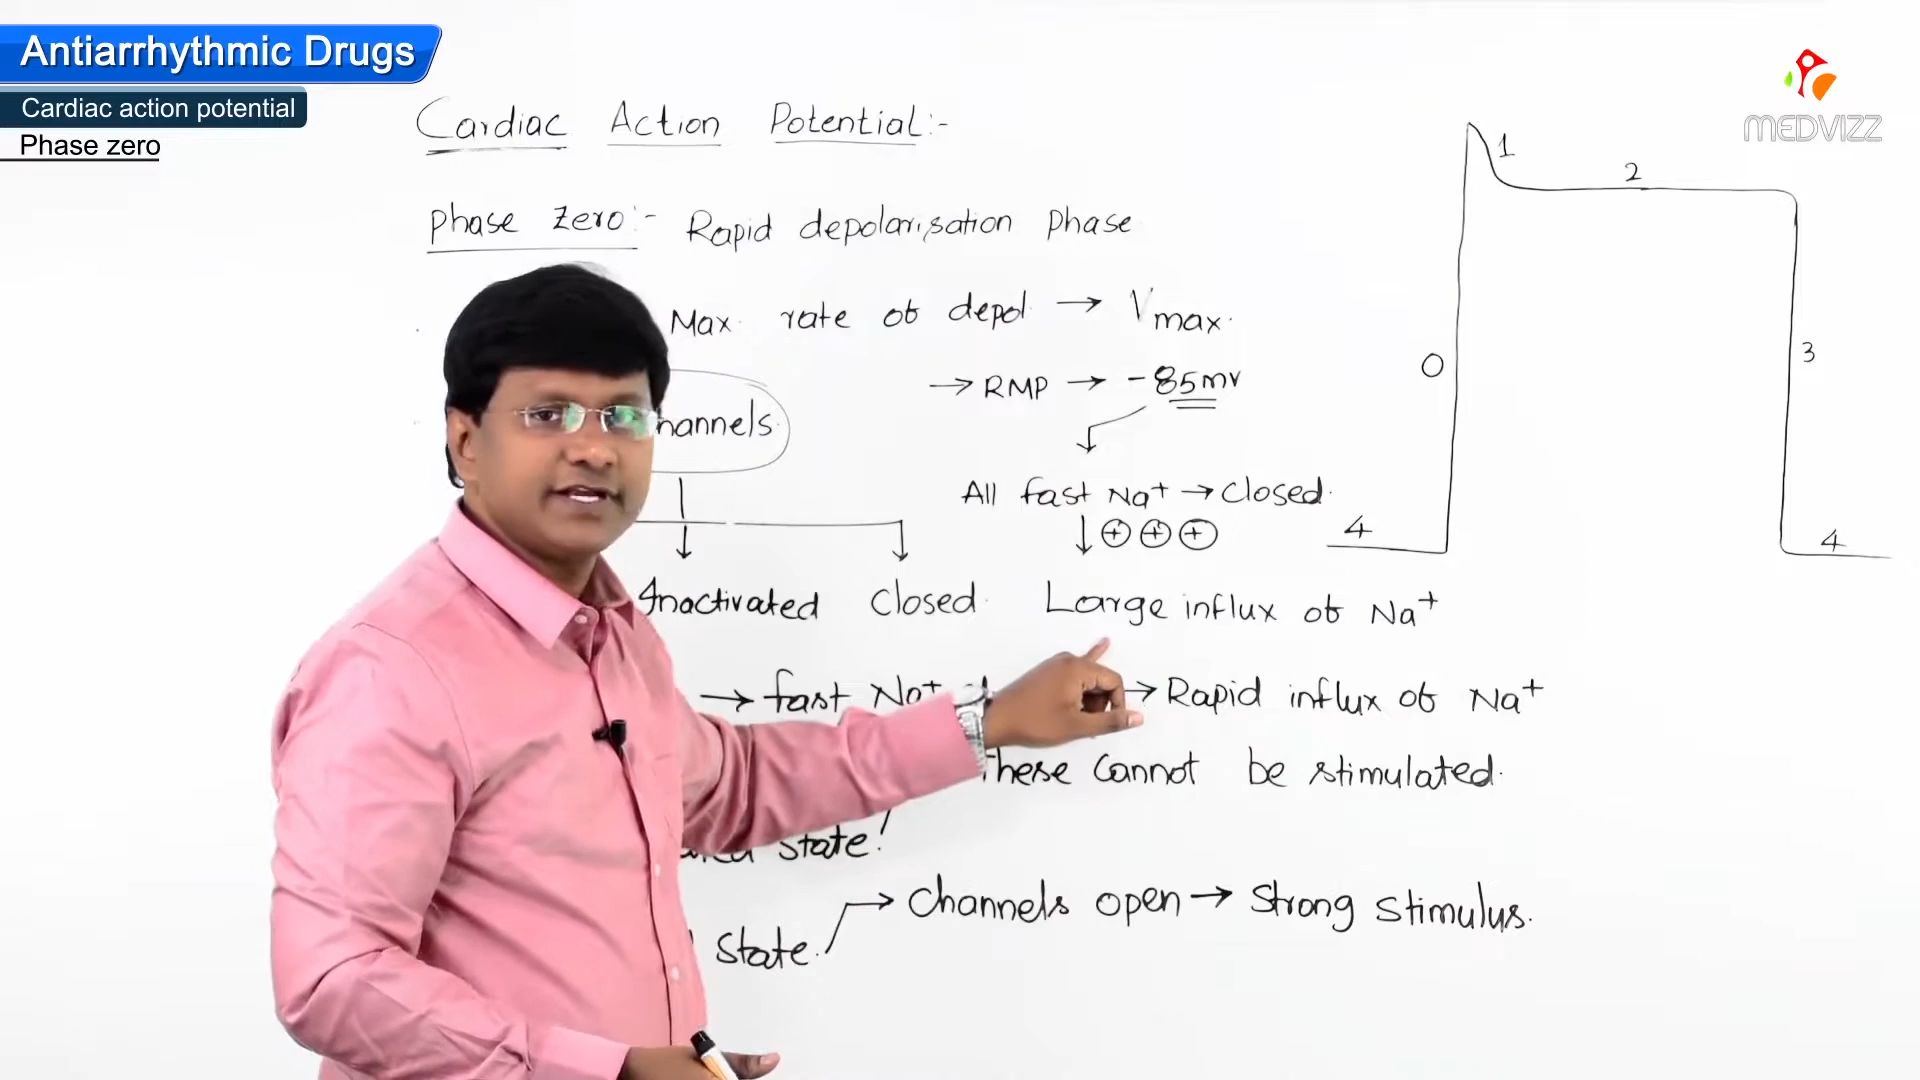 Antiarrhythmic Drugs
Cardiac action potential
Phase zero
MEDVIZZ
Cardiac Action Potential:-
Phase Zero:- Rapid depolarisation Phase
Max rate of depol → Vmax.
→ RMP → -85mv
hannels
All fast Na+ → Closed.
↓ + + +
Inactivated Closed Large influx of Na+
→ fast Na+ → Rapid influx of Na+
These cannot be stimulated.
state.
→ Channels open → Strong stimulus.
state.
0
1
2
3
4
4